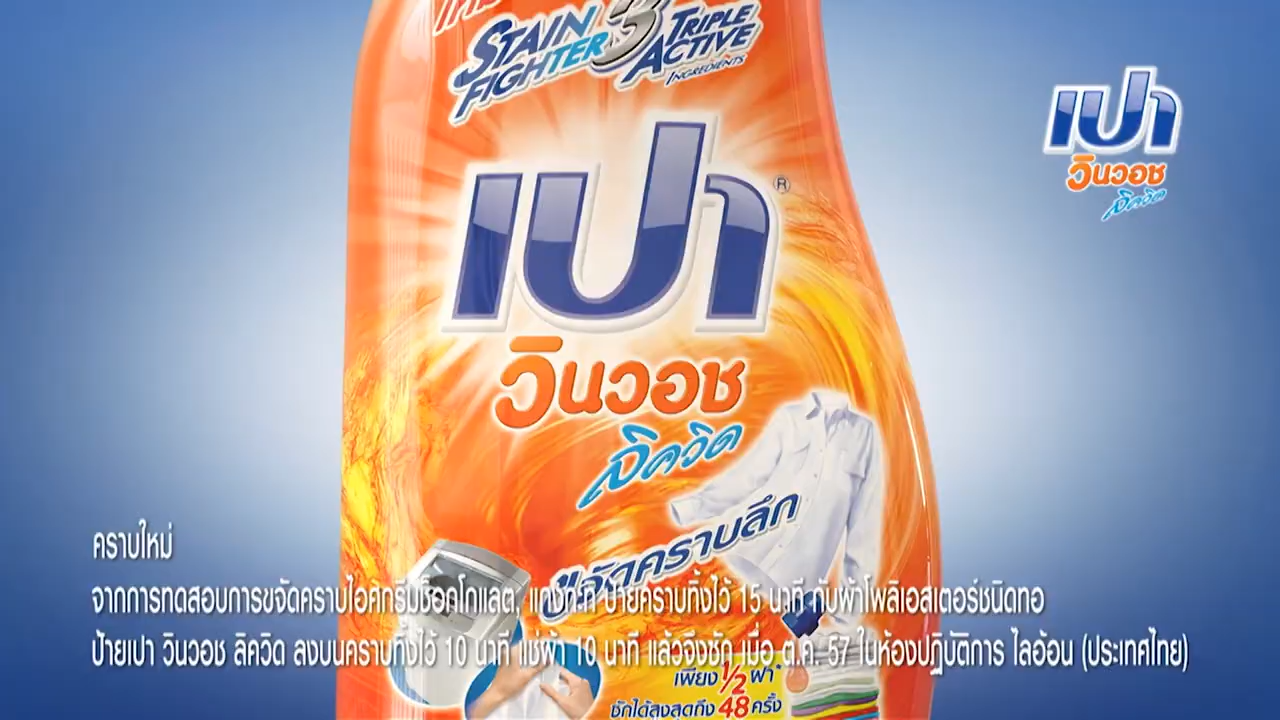 STAIN
FIGHTER
3
TRIPLE
ACTIVE
INGREDIENTS
เปา
®
วินวอช
ลิควิด
ขจัดคราบลึก
เพียง 1/2 ฝา*
ซักได้สูงสุดถึง 48 ครั้ง
เปา
วินวอช
ลิควิด
คราบใหม่
จากการทดสอบการขจัดคราบไอศกรีมช็อกโกแลต, แกงกะทิ ป้ายคราบทิ้งไว้ 15 นาที กับผ้าโพลิเอสเตอร์ชนิดทอ
ป้ายเปา วินวอช ลิควิด ลงบนคราบทิ้งไว้ 10 นาที แช่ผ้า 10 นาที แล้วจึงซัก เมื่อ ต.ค. 57 ในห้องปฏิบัติการ ไลอ้อน (ประเทศไทย)